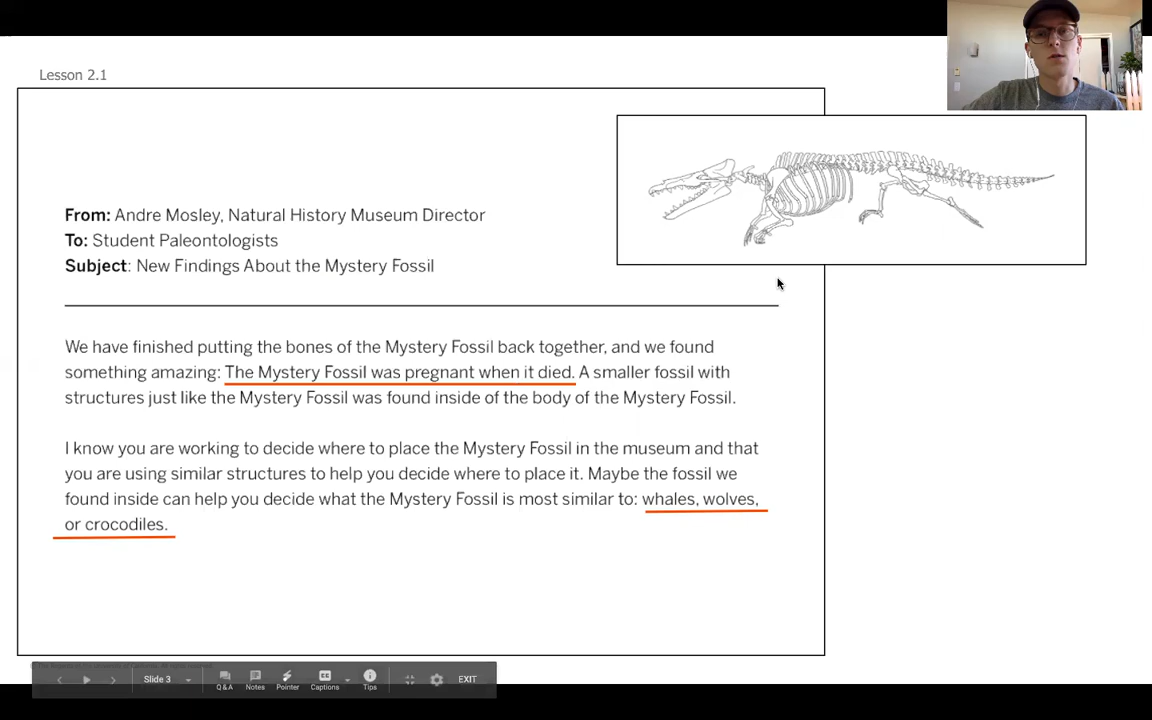 Lesson 2.1
From: Andre Mosley, Natural History Museum Director
To: Student Paleontologists
Subject: New Findings About the Mystery Fossil
We have finished putting the bones of the Mystery Fossil back together, and we found
something amazing: The Mystery Fossil was pregnant when it died. A smaller fossil with
structures just like the Mystery Fossil was found inside of the body of the Mystery Fossil.
I know you are working to decide where to place the Mystery Fossil in the museum and that
you are using similar structures to help you decide where to place it. Maybe the fossil we
found inside can help you decide what the Mystery Fossil is most similar to: whales, wolves,
or crocodiles.
Slide 3
Q&A
Notes
Pointer
Captions
Tips
EXIT